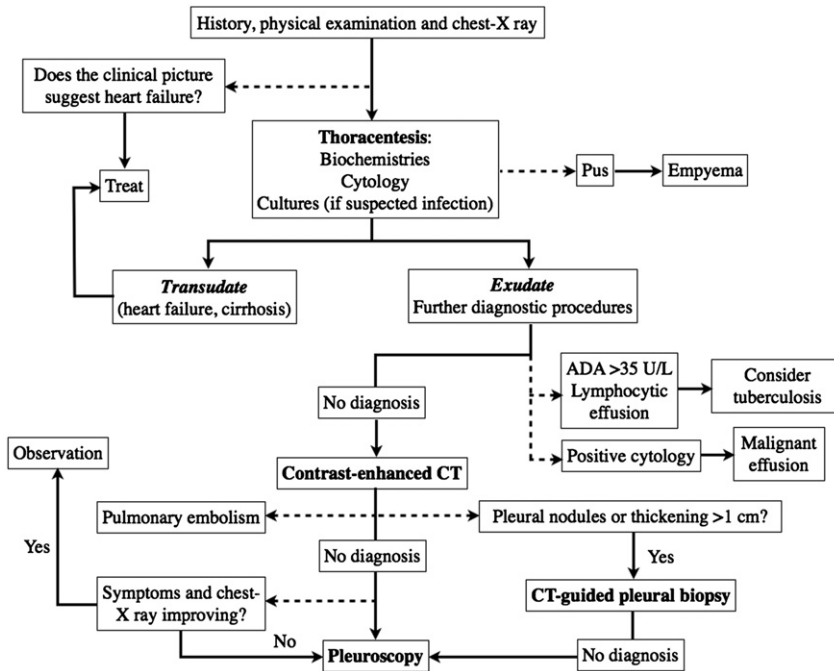 History, physical examination and chest-X ray
Does the clinical picture
suggest heart failure?
Thoracentesis:
Biochemistries
Cytology
Cultures (if suspected infection)
Pus
Empyema
Treat
Transudate
(heart failure, cirrhosis)
Exudate
Further diagnostic procedures
ADA >35 U/L
Lymphocytic
effusion
Consider
tuberculosis
No diagnosis
Positive cytology
Malignant
effusion
Observation
Contrast-enhanced CT
Pulmonary embolism
Pleural nodules or thickening >1 cm?
Yes
No diagnosis
Yes
Symptoms and chest-
X ray improving?
CT-guided pleural biopsy
No
Pleuroscopy
No diagnosis